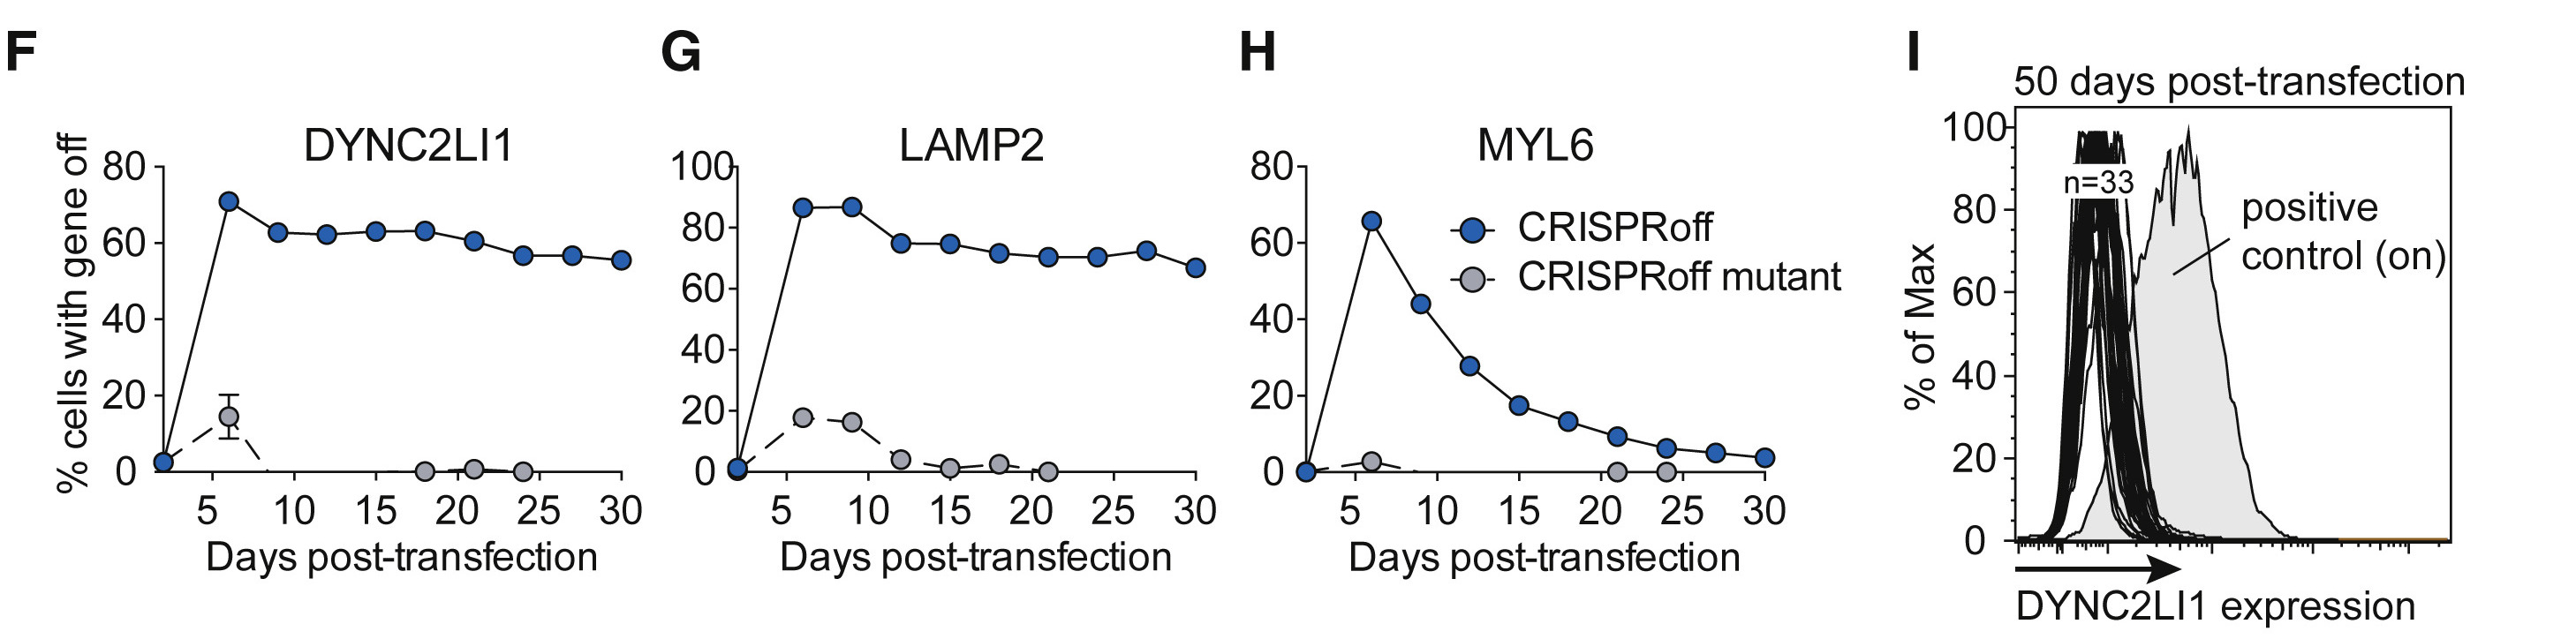 F
DYNC2LI1
% cells with gene off
80
60
40
20
0
5 10 15 20 25 30
Days post-transfection
G
LAMP2
100
80
60
40
20
0
5 10 15 20 25 30
Days post-transfection
H
MYL6
80
60
40
20
0
CRISPRoff
CRISPRoff mutant
5 10 15 20 25 30
Days post-transfection
I
50 days post-transfection
% of Max
100
80
60
40
20
0
n=33
positive
control (on)
DYNC2LI1 expression